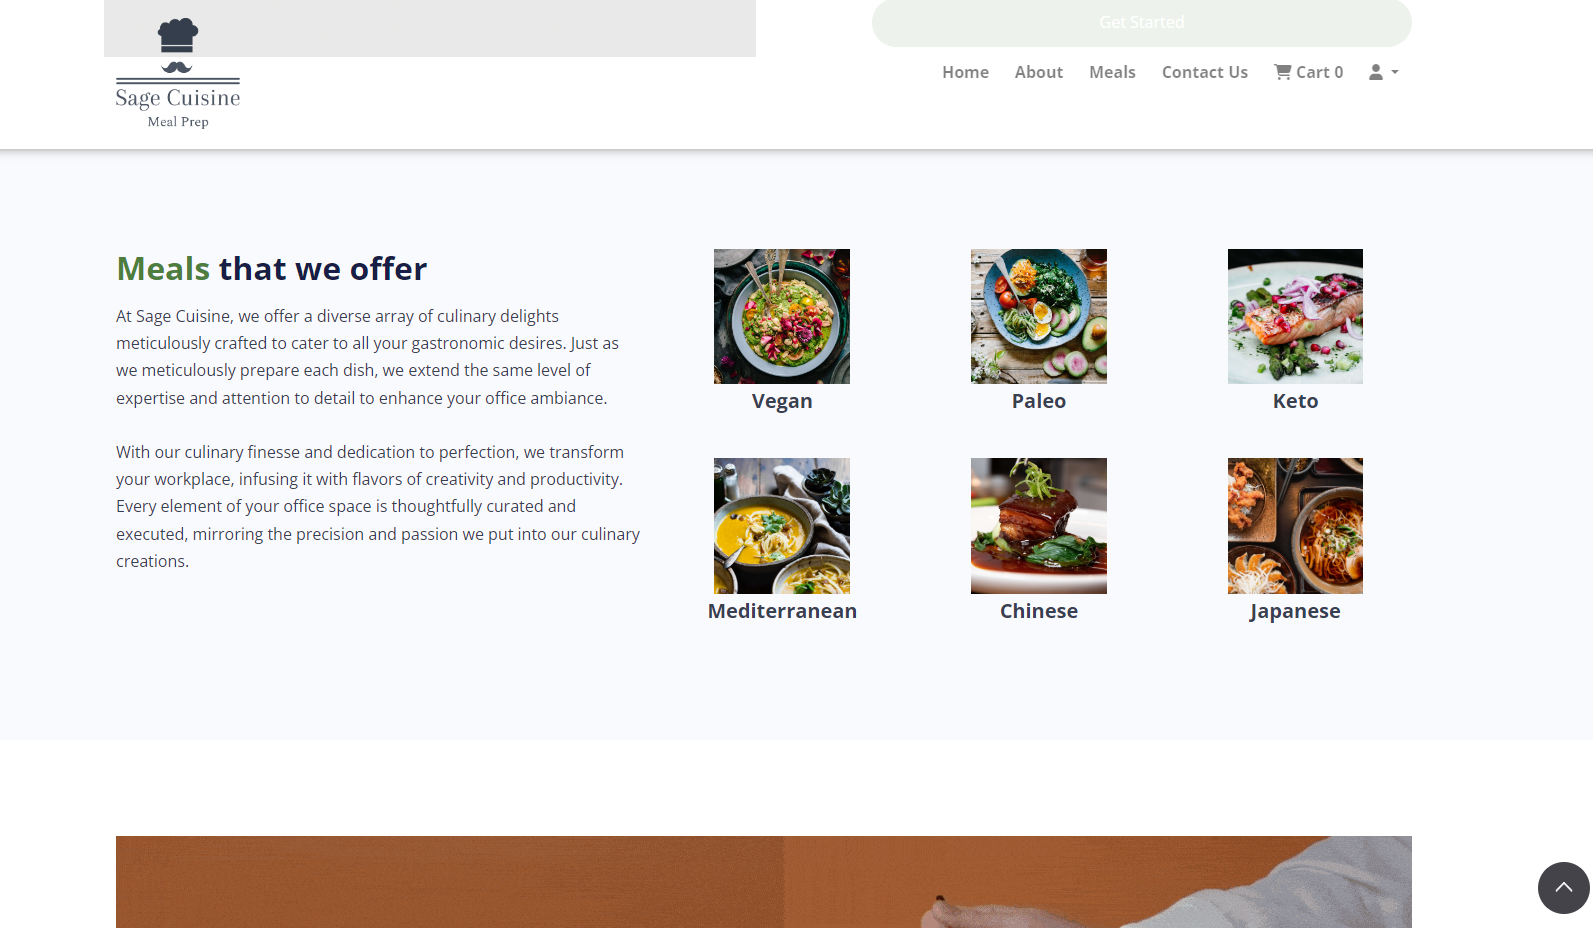 Get Started
Home About Meals Contact Us Cart 0
Sage Cuisine
Meal Prep
Meals that we offer
At Sage Cuisine, we offer a diverse array of culinary delights
meticulously crafted to cater to all your gastronomic desires. Just as
we meticulously prepare each dish, we extend the same level of
expertise and attention to detail to enhance your office ambiance.
With our culinary finesse and dedication to perfection, we transform
your workplace, infusing it with flavors of creativity and productivity.
Every element of your office space is thoughtfully curated and
executed, mirroring the precision and passion we put into our culinary
creations.
Vegan
Paleo
Keto
Mediterranean
Chinese
Japanese